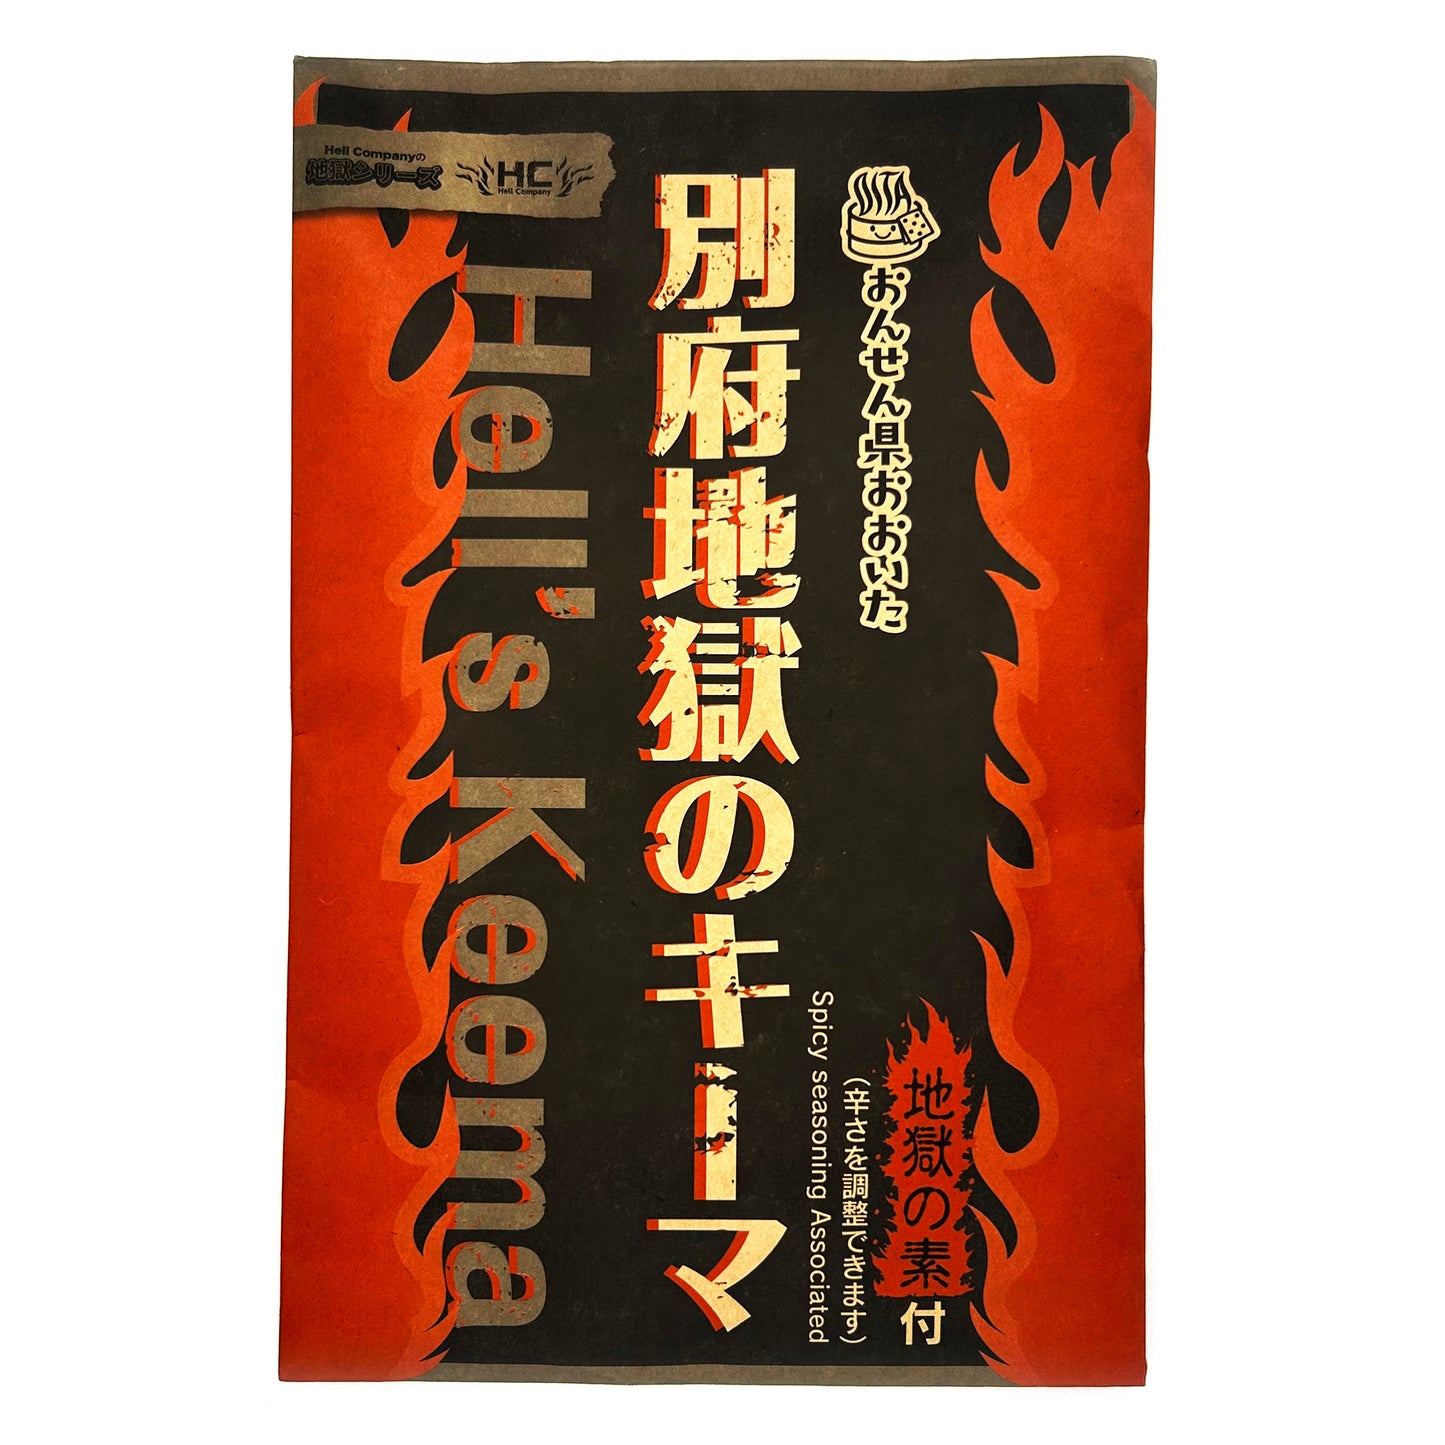 Hell Companyの
地獄シリーズ
HC
Hell Company
OITA
おんせん県おおいた
別府地獄のキーマ
Hell's Keema
地獄の素付
(辛さを調整できます)
Spicy seasoning Associated